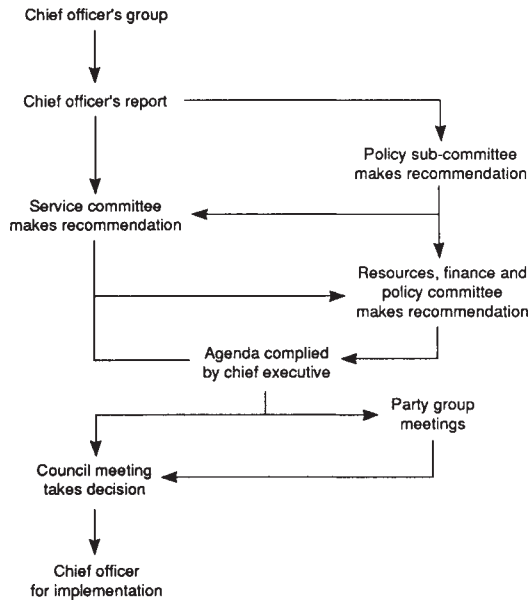 Chief officer's group
Chief officer's report
Policy sub-committee
makes recommendation
Service committee
makes recommendation
Resources, finance and
policy committee
makes recommendation
Agenda complied
by chief executive
Party group
meetings
Council meeting
takes decision
Chief officer
for implementation